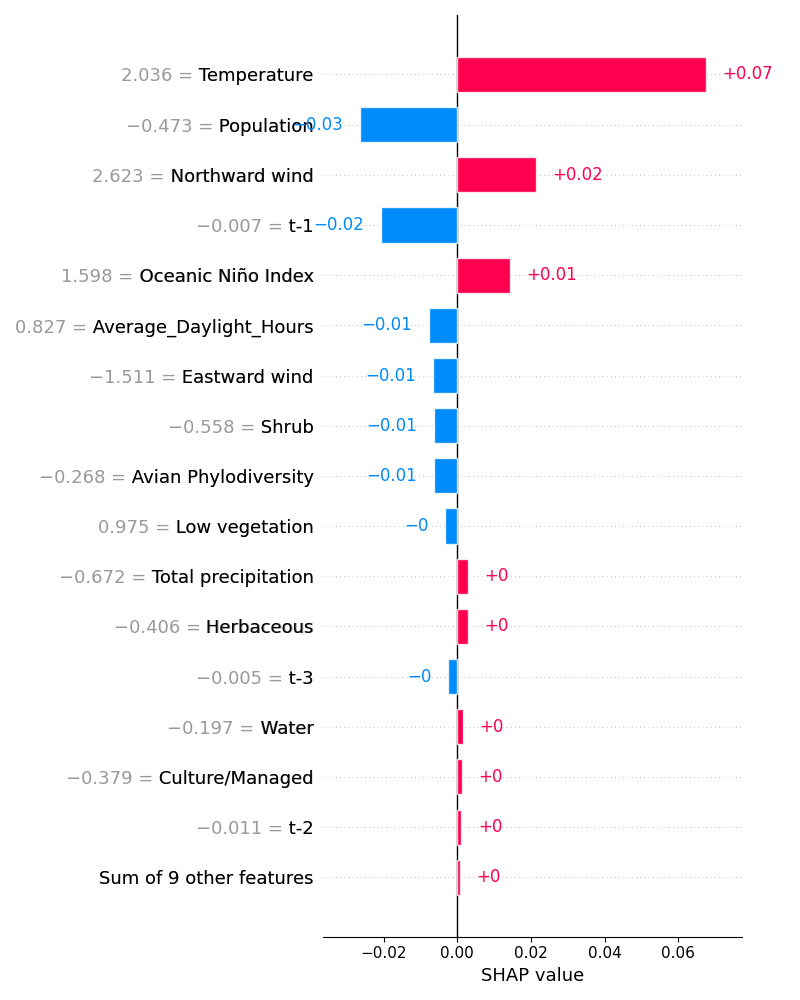 2.036 = Temperature +0.07
−0.473 = Population −0.03
2.623 = Northward wind +0.02
−0.007 = t-1 −0.02
1.598 = Oceanic Niño Index +0.01
0.827 = Average_Daylight_Hours −0.01
−1.511 = Eastward wind −0.01
−0.558 = Shrub −0.01
−0.268 = Avian Phylodiversity −0.01
0.975 = Low vegetation −0
−0.672 = Total precipitation +0
−0.406 = Herbaceous +0
−0.005 = t-3 −0
−0.197 = Water +0
−0.379 = Culture/Managed +0
−0.011 = t-2 +0
Sum of 9 other features +0
−0.02 0.00 0.02 0.04 0.06
SHAP value